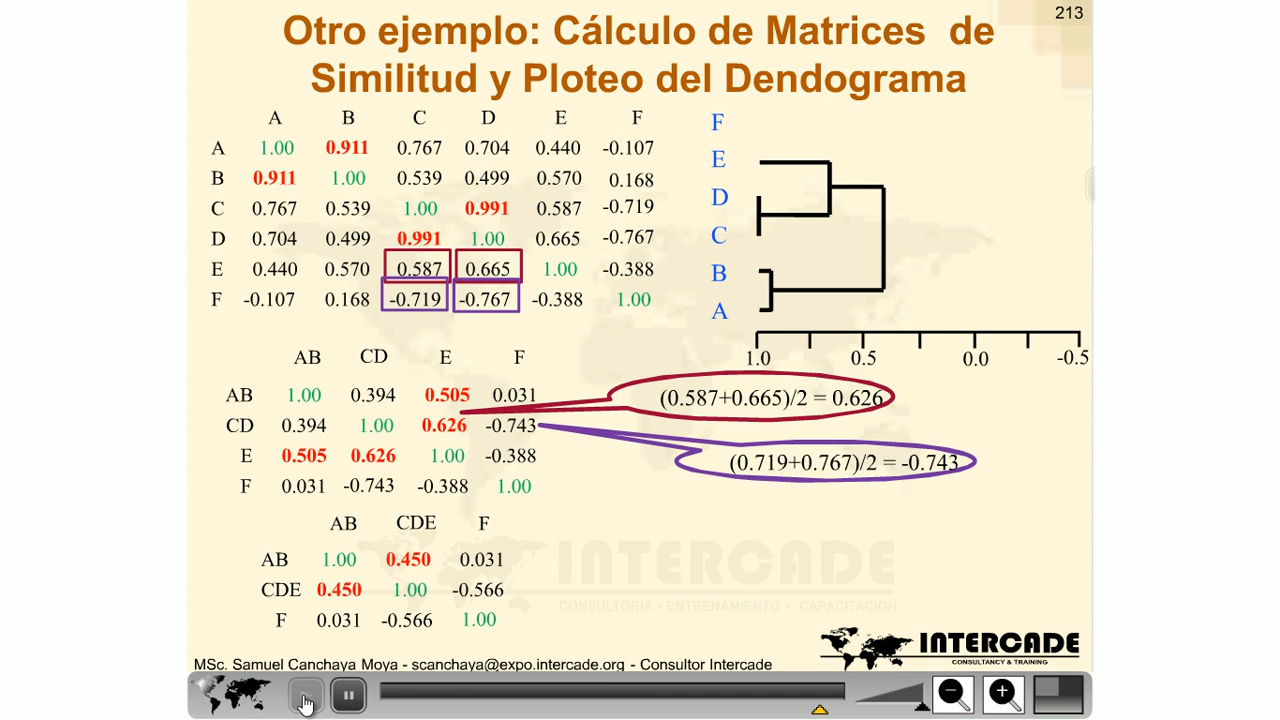 213
Otro ejemplo: Cálculo de Matrices de
Similitud y Ploteo del Dendograma
A B C D E F
A 1.00 0.911 0.767 0.704 0.440 -0.107
B 0.911 1.00 0.539 0.499 0.570 0.168
C 0.767 0.539 1.00 0.991 0.587 -0.719
D 0.704 0.499 0.991 1.00 0.665 -0.767
E 0.440 0.570 0.587 0.665 1.00 -0.388
F -0.107 0.168 -0.719 -0.767 -0.388 1.00
F
E
D
C
B
A
1.0 0.5 0.0 -0.5
AB CD E F
AB 1.00 0.394 0.505 0.031
CD 0.394 1.00 0.626 -0.743
E 0.505 0.626 1.00 -0.388
F 0.031 -0.743 -0.388 1.00
(0.587+0.665)/2 = 0.626
(0.719+0.767)/2 = -0.743
AB CDE F
AB 1.00 0.450 0.031
CDE 0.450 1.00 -0.566
F 0.031 -0.566 1.00
INTERCADE
CONSULTORIA • ENTRENAMIENTO • CAPACITACION
MSc. Samuel Canchaya Moya - scanchaya@expo.intercade.org - Consultor Intercade
INTERCADE
CONSULTANCY & TRAINING